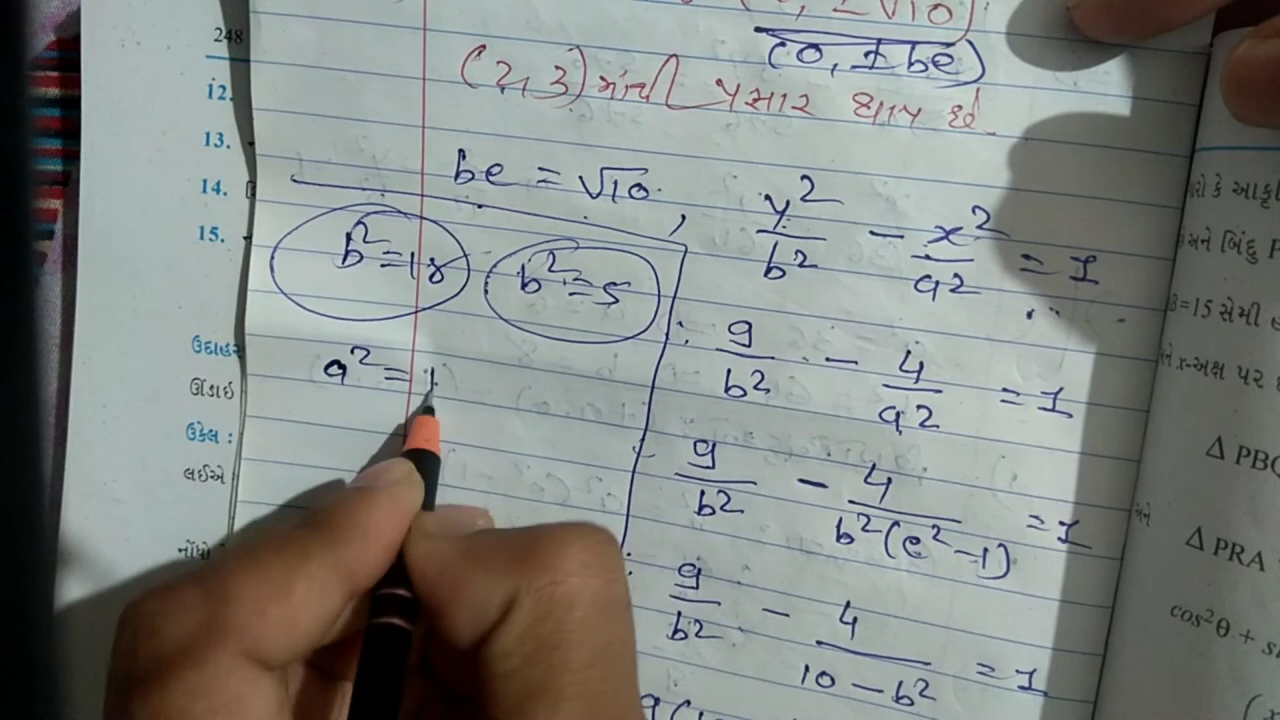 248
12.
13.
14.
15.
ઉદાહર
ઊંડાઈ
ઉકેલ :
લઈએ
(0, ± be)
(2, 3) માંથી પસાર થાય છે.
be = √10, y²/b² - x²/a² = 1
b² = 18
b² = 5
∴ 9/b² - 4/a² = 1
a² = 1
9/b² - 4/b²(e²-1) = 1
∴ 9/b² - 4/10 - b² = 1
રો કે આકૃ
અને બિંદુ F
3=15 સેમી
x-અક્ષ પર
Δ PBC
અને
Δ PRA
cos²θ + s